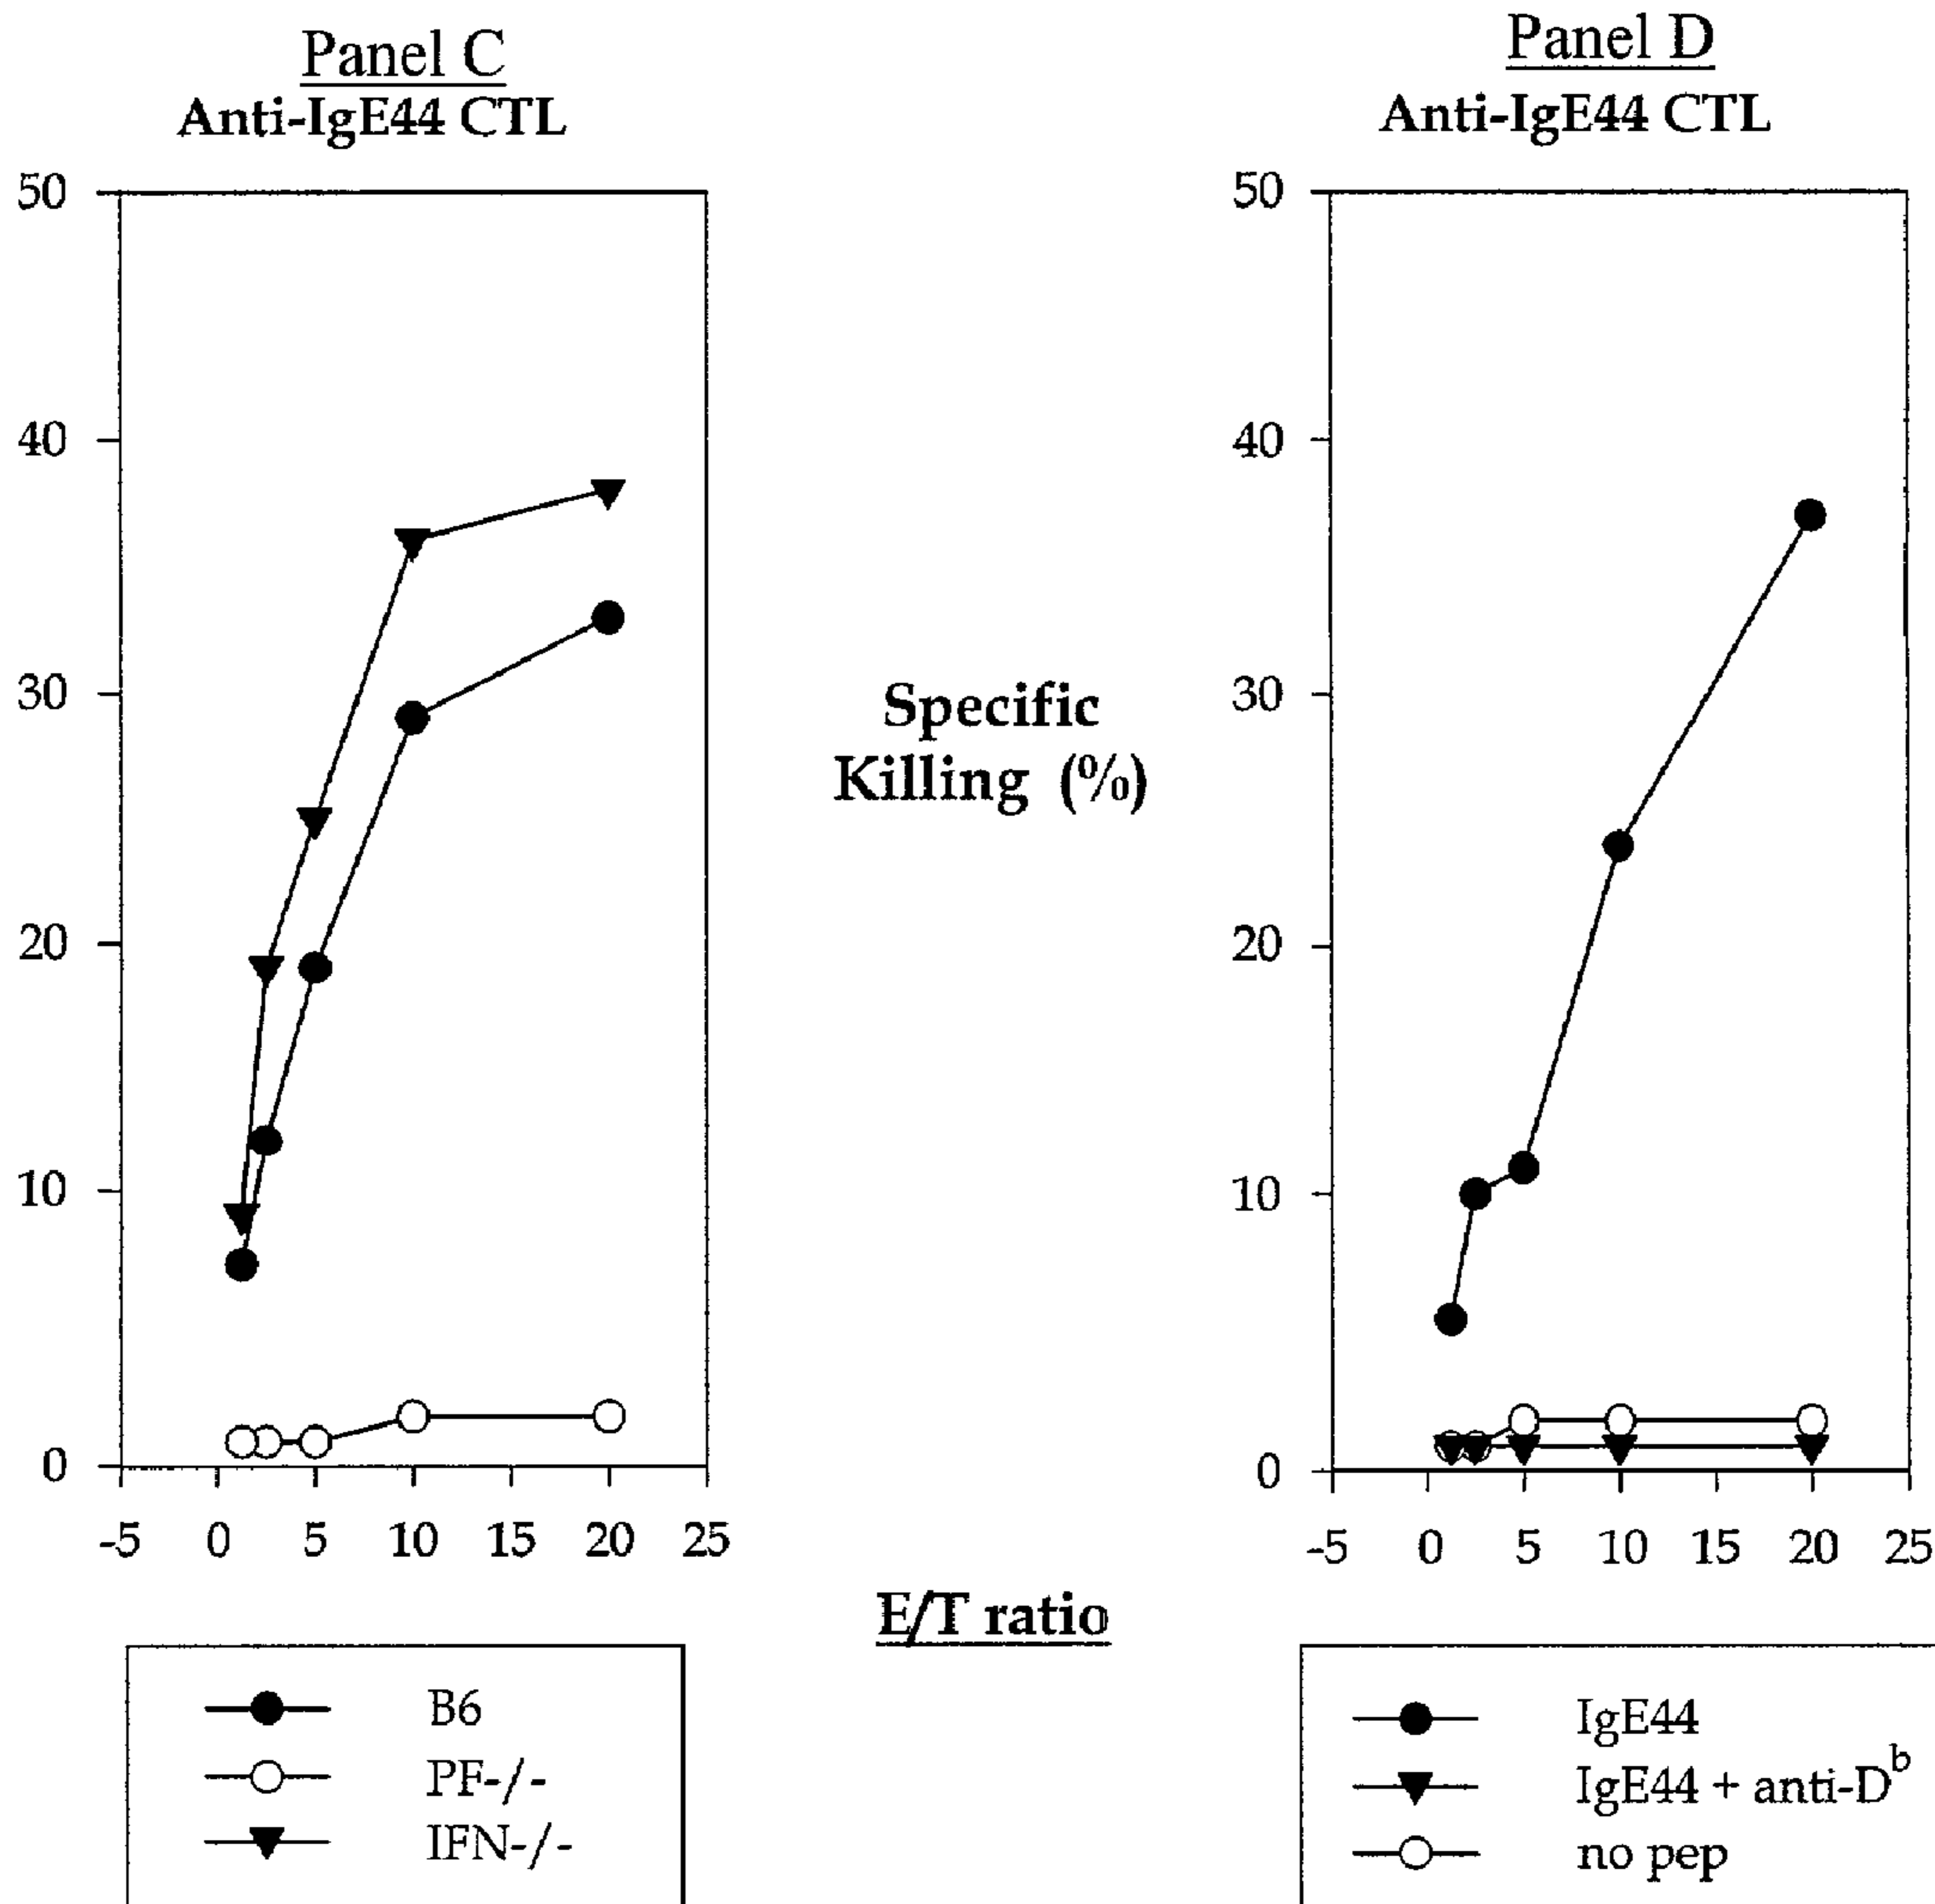 Panel C
Anti-IgE44 CTL
50
40
30
20
10
0
-5 0 5 10 15 20 25
B6
PF-/-
IFN-/-
Specific
Killing (%)
E/T ratio
Panel D
Anti-IgE44 CTL
50
40
30
20
10
0
-5 0 5 10 15 20 25
IgE44
IgE44 + anti-D^b
no pep